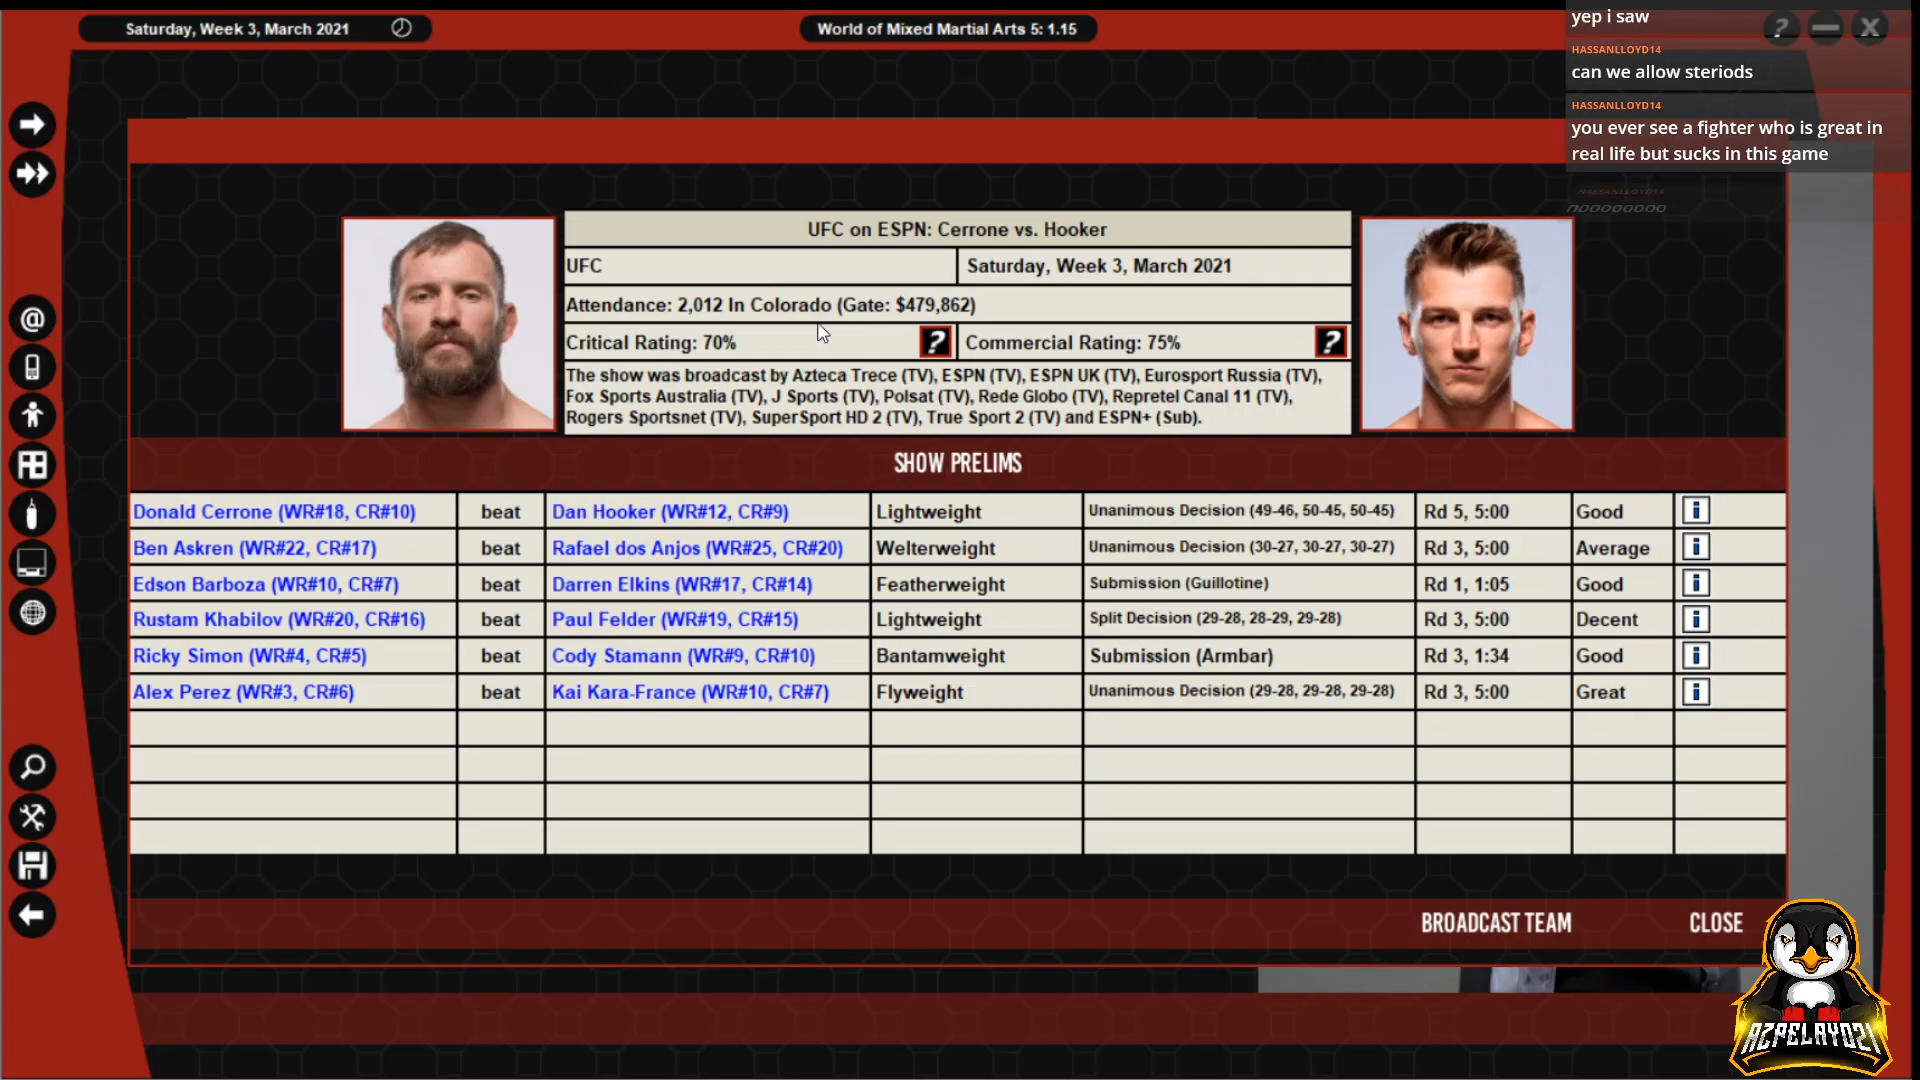 Saturday, Week 3, March 2021
World of Mixed Martial Arts 5: 1.15
yep i saw
HASSANLLOYD14
can we allow steriods
HASSANLLOYD14
you ever see a fighter who is great in
real life but sucks in this game
HASSANLLOYD14
nooooooooo
UFC on ESPN: Cerrone vs. Hooker
UFC
Saturday, Week 3, March 2021
Attendance: 2,012 In Colorado (Gate: $479,862)
Critical Rating: 70% ?
Commercial Rating: 75% ?
The show was broadcast by Azteca Trece (TV), ESPN (TV), ESPN UK (TV), Eurosport Russia (TV),
Fox Sports Australia (TV), J Sports (TV), Polsat (TV), Rede Globo (TV), Repretel Canal 11 (TV),
Rogers Sportsnet (TV), SuperSport HD 2 (TV), True Sport 2 (TV) and ESPN+ (Sub).
SHOW PRELIMS
Donald Cerrone (WR#18, CR#10) beat Dan Hooker (WR#12, CR#9) Lightweight Unanimous Decision (49-46, 50-45, 50-45) Rd 5, 5:00 Good i
Ben Askren (WR#22, CR#17) beat Rafael dos Anjos (WR#25, CR#20) Welterweight Unanimous Decision (30-27, 30-27, 30-27) Rd 3, 5:00 Average i
Edson Barboza (WR#10, CR#7) beat Darren Elkins (WR#17, CR#14) Featherweight Submission (Guillotine) Rd 1, 1:05 Good i
Rustam Khabilov (WR#20, CR#16) beat Paul Felder (WR#19, CR#15) Lightweight Split Decision (29-28, 28-29, 29-28) Rd 3, 5:00 Decent i
Ricky Simon (WR#4, CR#5) beat Cody Stamann (WR#9, CR#10) Bantamweight Submission (Armbar) Rd 3, 1:34 Good i
Alex Perez (WR#3, CR#6) beat Kai Kara-France (WR#10, CR#7) Flyweight Unanimous Decision (29-28, 29-28, 29-28) Rd 3, 5:00 Great i
BROADCAST TEAM
CLOSE
AZPELAYO21